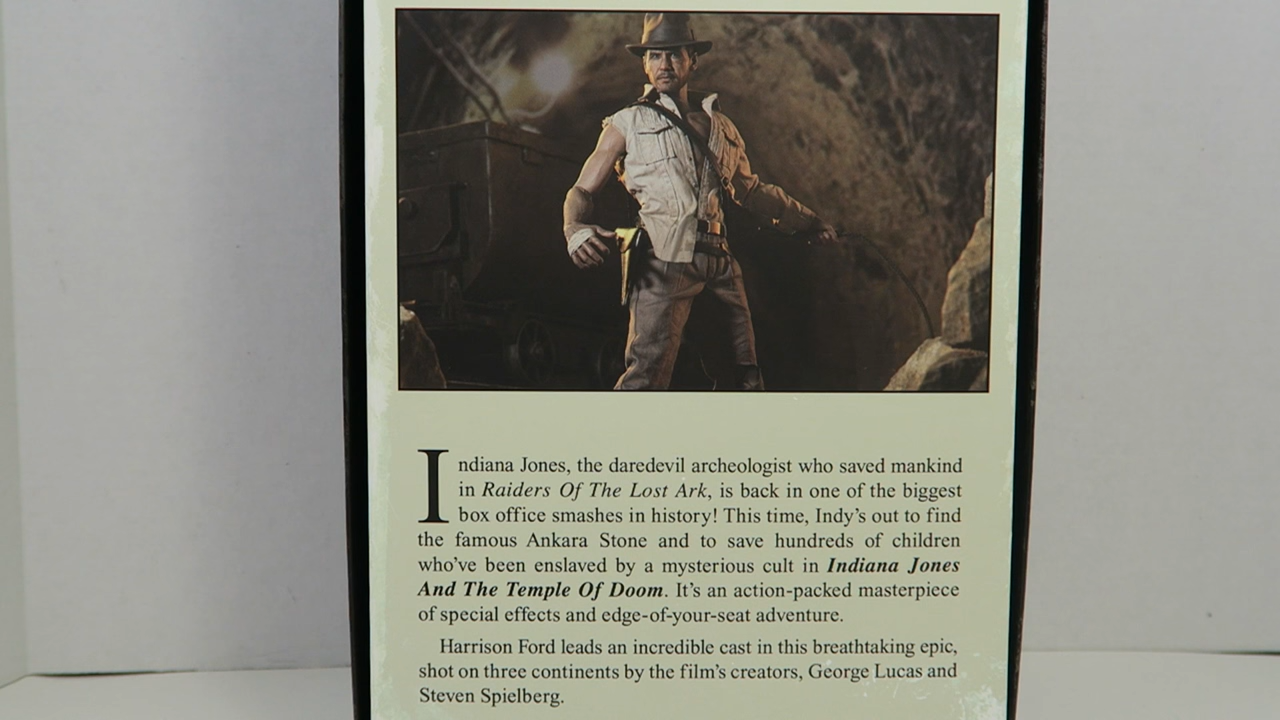 Indiana Jones, the daredevil archeologist who saved mankind
in Raiders Of The Lost Ark, is back in one of the biggest
box office smashes in history! This time, Indy's out to find
the famous Ankara Stone and to save hundreds of children
who've been enslaved by a mysterious cult in Indiana Jones
And The Temple Of Doom. It's an action-packed masterpiece
of special effects and edge-of-your-seat adventure.
Harrison Ford leads an incredible cast in this breathtaking epic,
shot on three continents by the film's creators, George Lucas and
Steven Spielberg.